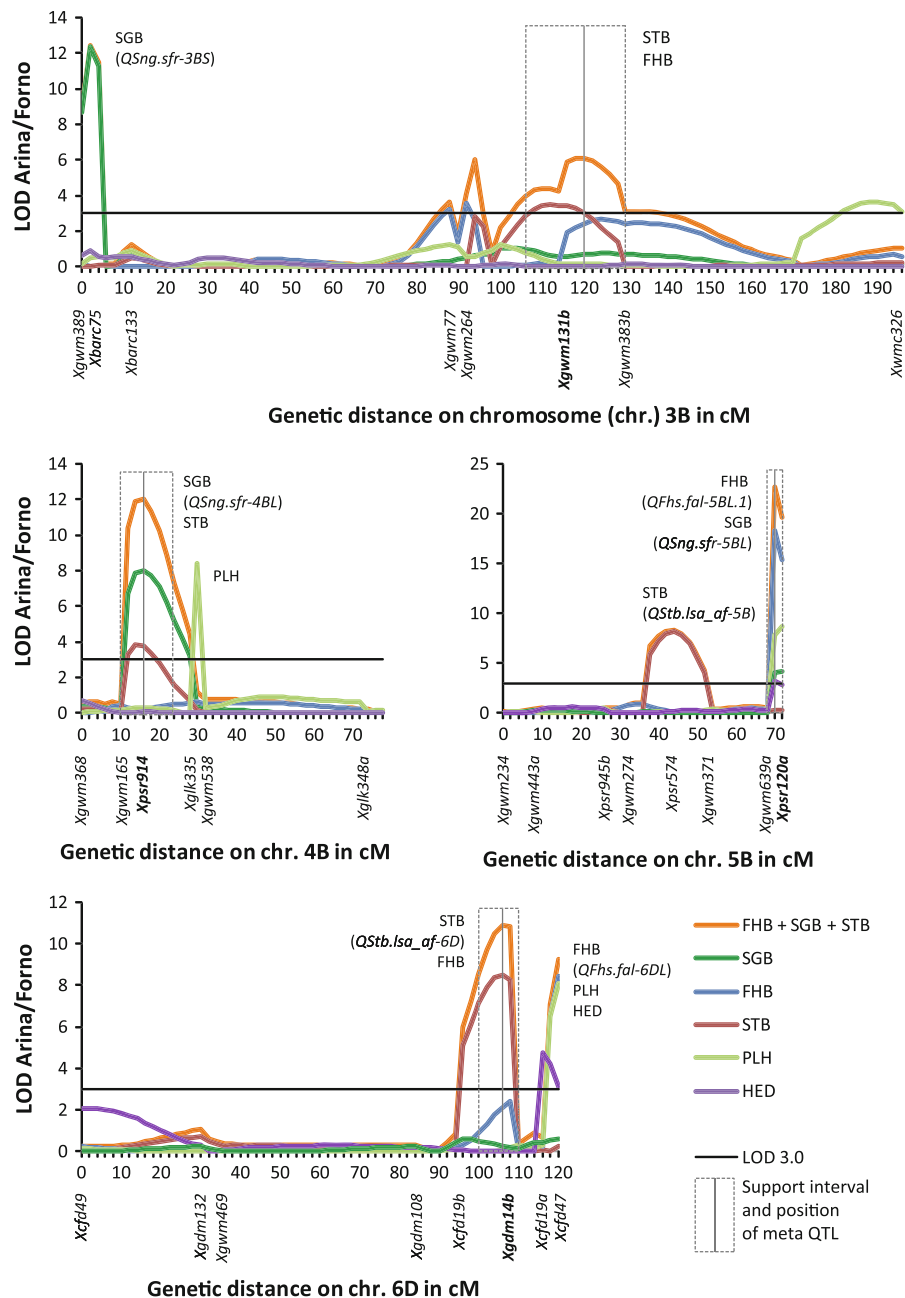 14
12
10
8
6
4
2
0
LOD Arina/Forno
SGB
(QSng.sfr-3BS)
STB
FHB
0 10 20 30 40 50 60 70 80 90 100 110 120 130 140 150 160 170 180 190
Xgwm389
Xbarc75
Xbarc133
Xgwm77
Xgwm264
Xgwm131b
Xgwm383b
Xwmc326
Genetic distance on chromosome (chr.) 3B in cM
14
12
10
8
6
4
2
0
LOD Arina/Forno
SGB
(QSng.sfr-4BL)
STB
PLH
0 10 20 30 40 50 60 70
Xgwm368
Xgwm165
Xpsr914
Xglk335
Xgwm538
Xglk348a
Genetic distance on chr. 4B in cM
25
20
15
10
5
0
FHB
(QFhs.fal-5BL.1)
SGB
(QSng.sfr-5BL)
STB
(QStb.lsa_af-5B)
0 10 20 30 40 50 60 70
Xgwm234
Xgwm443a
Xpsr945b
Xgwm274
Xpsr574
Xgwm371
Xgwm639a
Xpsr120a
Genetic distance on chr. 5B in cM
12
10
8
6
4
2
0
LOD Arina/Forno
STB
(QStb.lsa_af-6D)
FHB
FHB
(QFhs.fal-6DL)
PLH
HED
0 10 20 30 40 50 60 70 80 90 100 110 120
Xcfd49
Xgdm132
Xgwm469
Xgdm108
Xcfd19b
Xgdm14b
Xcfd19a
Xcfd47
Genetic distance on chr. 6D in cM
FHB + SGB + STB
SGB
FHB
STB
PLH
HED
LOD 3.0
Support interval
and position
of meta QTL